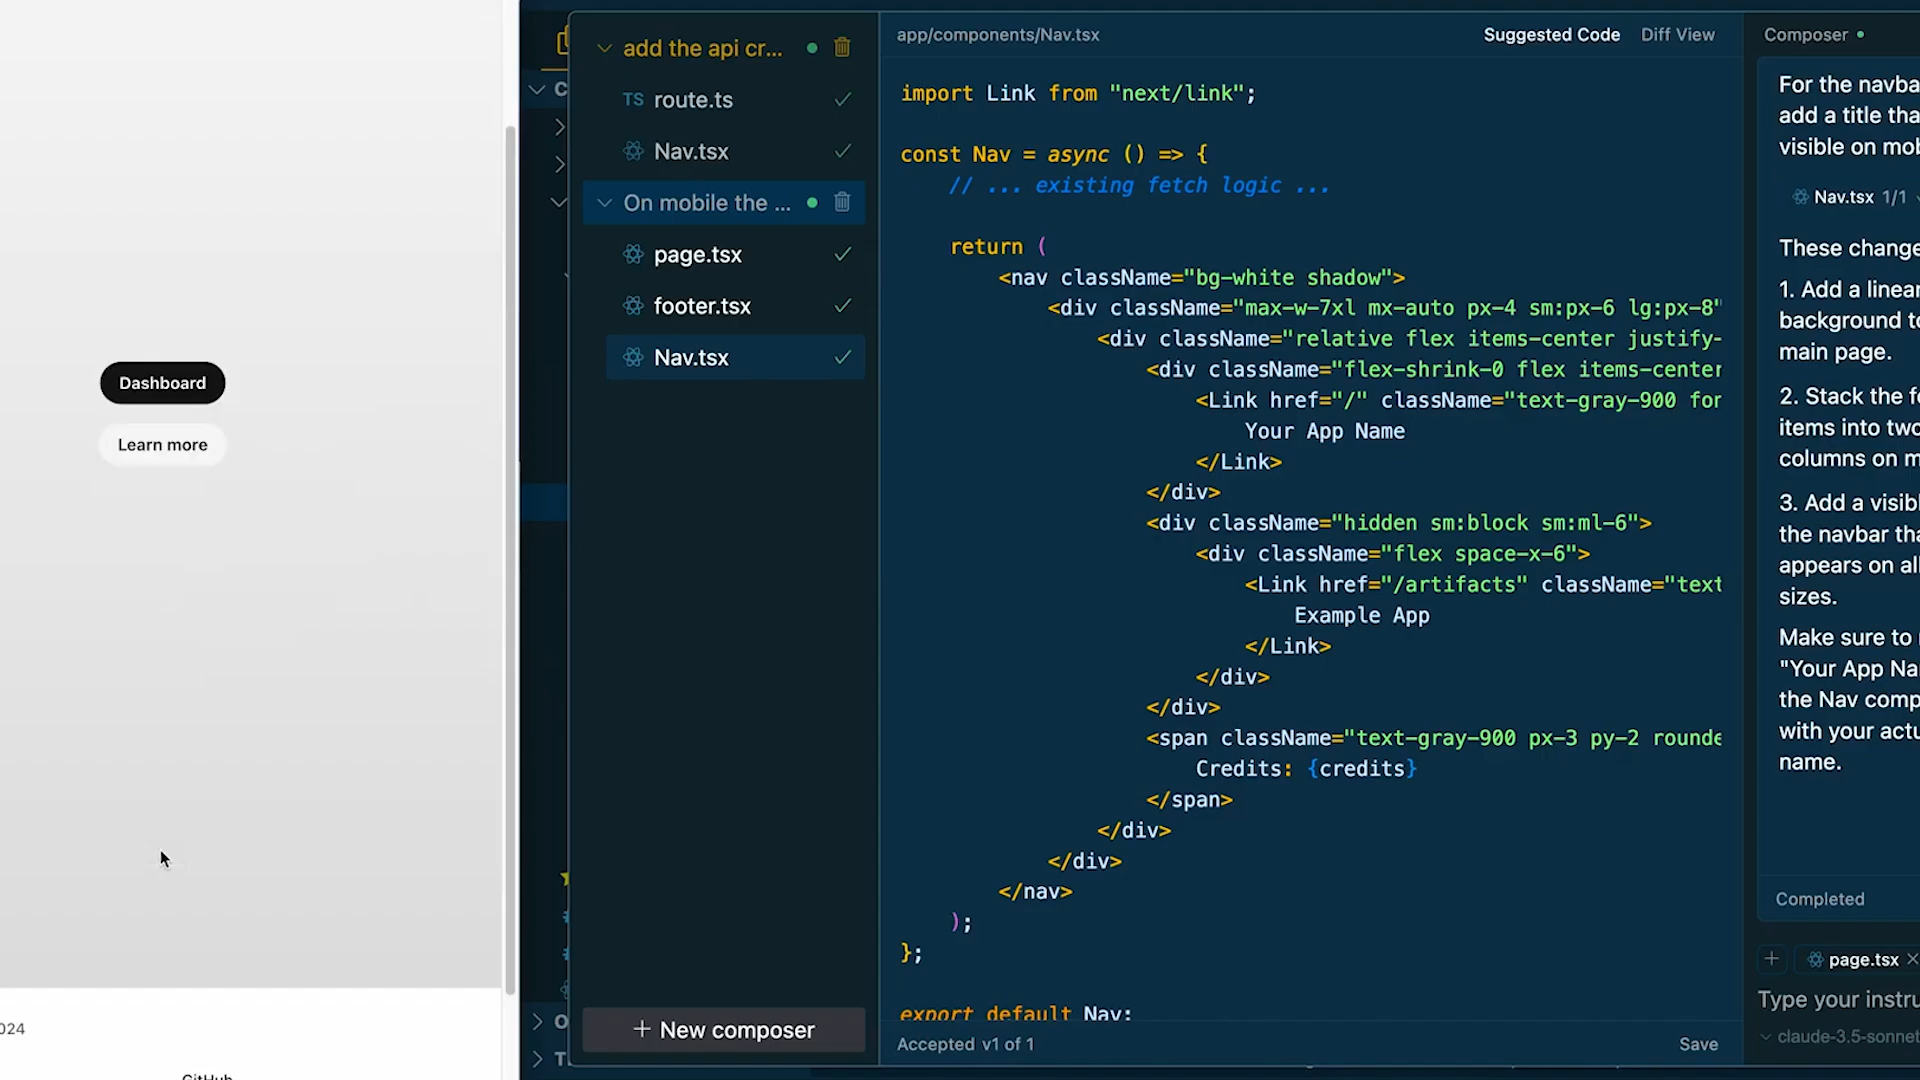 Dashboard
Learn more
024
GitHub
add the api cr...
TS route.ts
Nav.tsx
On mobile the ...
page.tsx
footer.tsx
Nav.tsx
+ New composer
app/components/Nav.tsx
Suggested Code Diff View
import Link from "next/link";
const Nav = async () => {
// ... existing fetch logic ...
return (
<nav className="bg-white shadow">
<div className="max-w-7xl mx-auto px-4 sm:px-6 lg:px-8"
<div className="relative flex items-center justify-
<div className="flex-shrink-0 flex items-center
<Link href="/" className="text-gray-900 for
Your App Name
</Link>
</div>
<div className="hidden sm:block sm:ml-6">
<div className="flex space-x-6">
<Link href="/artifacts" className="text
Example App
</Link>
</div>
</div>
<span className="text-gray-900 px-3 py-2 rounde
Credits: {credits}
</span>
</div>
</div>
</nav>
);
};
export default Nav;
Accepted v1 of 1
Save
Composer
For the navba
add a title tha
visible on mob
Nav.tsx 1/1
These change
1. Add a linear
background to
main page.
2. Stack the fo
items into two
columns on m
3. Add a visibl
the navbar tha
appears on all
sizes.
Make sure to
"Your App Na
the Nav comp
with your actu
name.
Completed
+ page.tsx ×
Type your instru
claude-3.5-sonnet